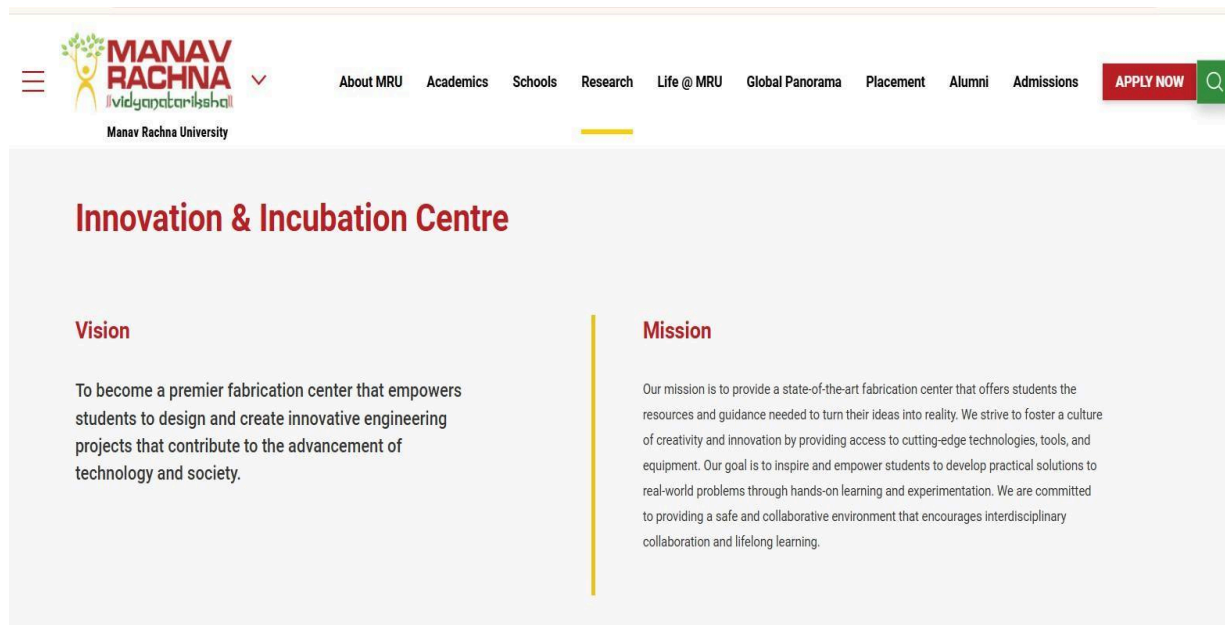 MANAV
RACHNA
vidyanatariksha
Manav Rachna University
About MRU Academics Schools Research Life @ MRU Global Panorama Placement Alumni Admissions APPLY NOW
Innovation & Incubation Centre
Vision
To become a premier fabrication center that empowers
students to design and create innovative engineering
projects that contribute to the advancement of
technology and society.
Mission
Our mission is to provide a state-of-the-art fabrication center that offers students the
resources and guidance needed to turn their ideas into reality. We strive to foster a culture
of creativity and innovation by providing access to cutting-edge technologies, tools, and
equipment. Our goal is to inspire and empower students to develop practical solutions to
real-world problems through hands-on learning and experimentation. We are committed
to providing a safe and collaborative environment that encourages interdisciplinary
collaboration and lifelong learning.